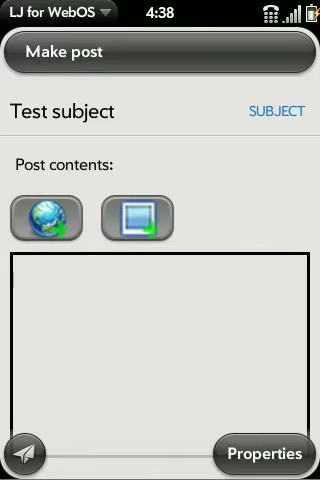 LJ for WebOS 4:38
Make post
Test subject SUBJECT
Post contents:
Properties